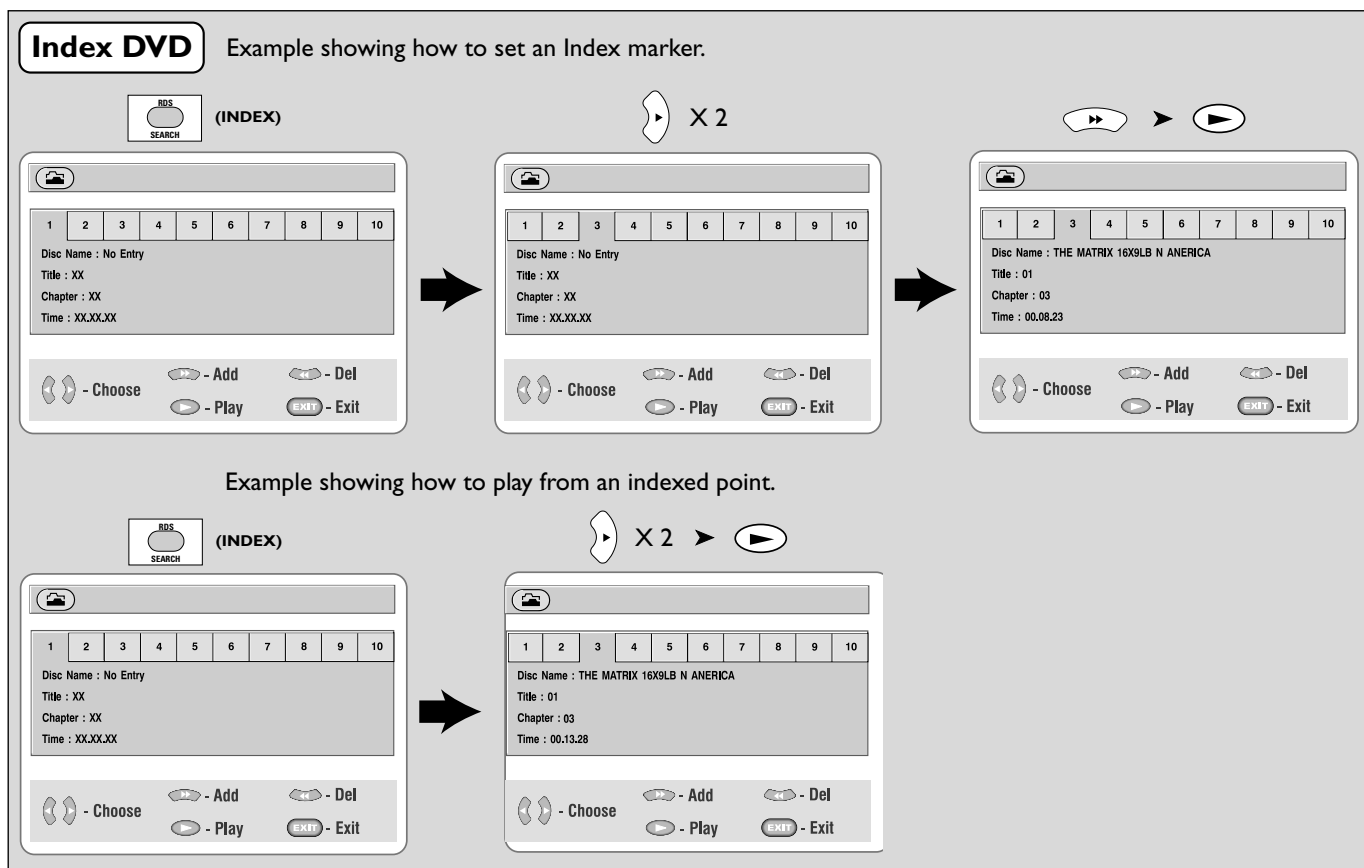 Index DVD Example showing how to set an Index marker.
RDS
SEARCH
(INDEX)
X 2
1 2 3 4 5 6 7 8 9 10
Disc Name : No Entry
Title : XX
Chapter : XX
Time : XX.XX.XX
- Choose
- Add
- Del
- Play
EXIT - Exit
1 2 3 4 5 6 7 8 9 10
Disc Name : No Entry
Title : XX
Chapter : XX
Time : XX.XX.XX
- Choose
- Add
- Del
- Play
EXIT - Exit
1 2 3 4 5 6 7 8 9 10
Disc Name : THE MATRIX 16X9LB N ANERICA
Title : 01
Chapter : 03
Time : 00.08.23
- Choose
- Add
- Del
- Play
EXIT - Exit
Example showing how to play from an indexed point.
RDS
SEARCH
(INDEX)
X 2
1 2 3 4 5 6 7 8 9 10
Disc Name : No Entry
Title : XX
Chapter : XX
Time : XX.XX.XX
- Choose
- Add
- Del
- Play
EXIT - Exit
1 2 3 4 5 6 7 8 9 10
Disc Name : THE MATRIX 16X9LB N ANERICA
Title : 01
Chapter : 03
Time : 00.13.28
- Choose
- Add
- Del
- Play
EXIT - Exit